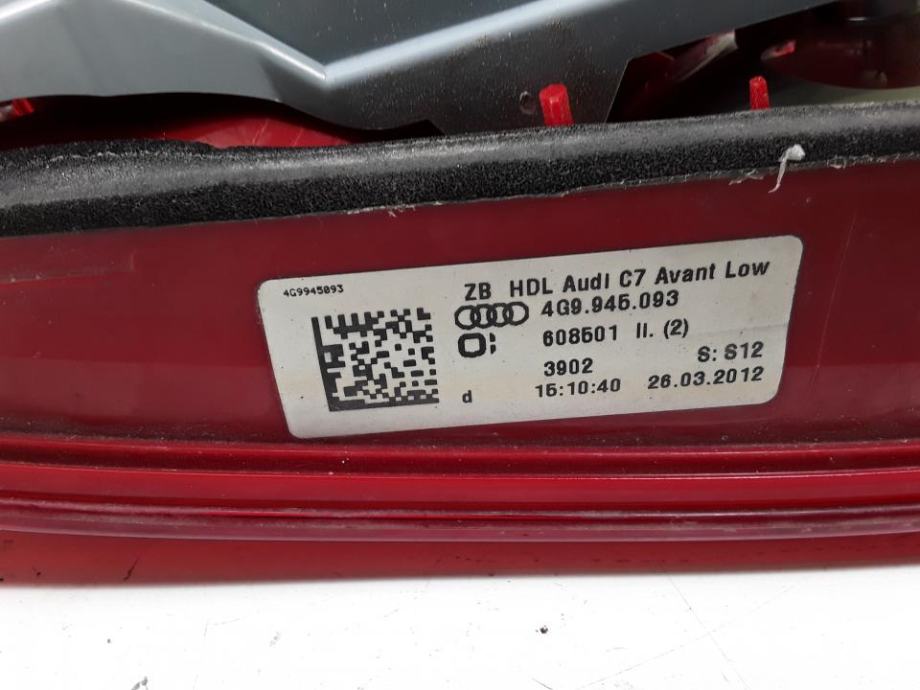 4G9945093
ZB HDL Audi C7 Avant Low
4G9.945.093
608501 II. (2)
3902 S: S12
d 15:10:40 26.03.2012